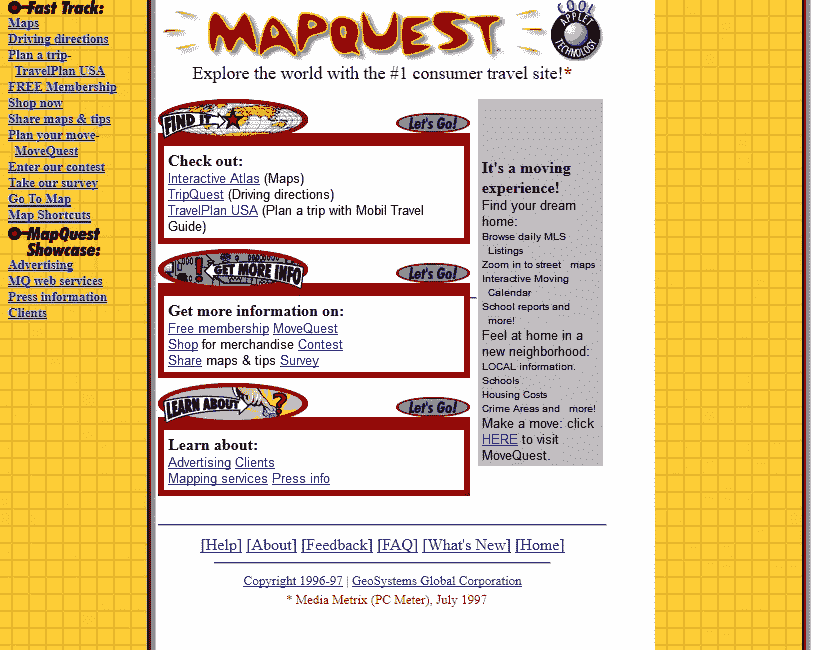 Fast Track:
Maps
Driving directions
Plan a trip-
TravelPlan USA
FREE Membership
Shop now
Share maps & tips
Plan your move-
MoveQuest
Enter our contest
Take our survey
Go To Map
Map Shortcuts
MapQuest
Showcase:
Advertising
MQ web services
Press information
Clients
MAPQUEST
COOL
APPLET
TECHNOLOGY
Explore the world with the #1 consumer travel site!*
FIND IT
Let's Go!
Check out:
Interactive Atlas (Maps)
TripQuest (Driving directions)
TravelPlan USA (Plan a trip with Mobil Travel
Guide)
GET MORE INFO
Let's Go!
Get more information on:
Free membership MoveQuest
Shop for merchandise Contest
Share maps & tips Survey
LEARN ABOUT
Let's Go!
Learn about:
Advertising Clients
Mapping services Press info
It's a moving
experience!
Find your dream
home:
Browse daily MLS
Listings
Zoom in to street maps
Interactive Moving
Calendar
School reports and
more!
Feel at home in a
new neighborhood:
LOCAL information.
Schools
Housing Costs
Crime Areas and more!
Make a move: click
HERE to visit
MoveQuest.
[Help] [About] [Feedback] [FAQ] [What's New] [Home]
Copyright 1996-97 | GeoSystems Global Corporation
* Media Metrix (PC Meter), July 1997